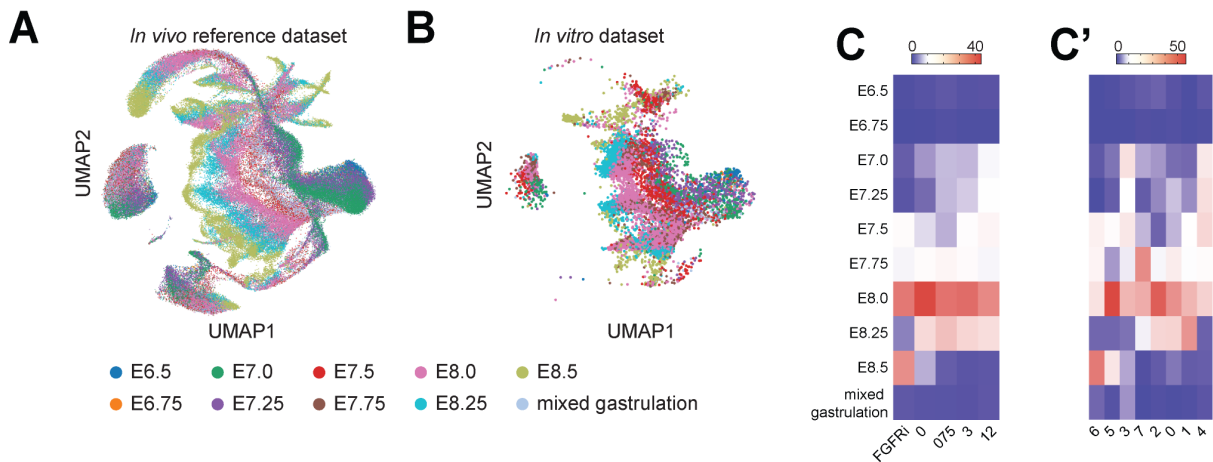 A
In vivo reference dataset
UMAP2
UMAP1
B
In vitro dataset
UMAP2
UMAP1
E6.5
E7.0
E7.5
E8.0
E8.5
E6.75
E7.25
E7.75
E8.25
mixed gastrulation
C
0 40
E6.5
E6.75
E7.0
E7.25
E7.5
E7.75
E8.0
E8.25
E8.5
mixed
gastrulation
FGFRi 0 075 3 12
C’
0 50
6 5 3 7 2 0 1 4